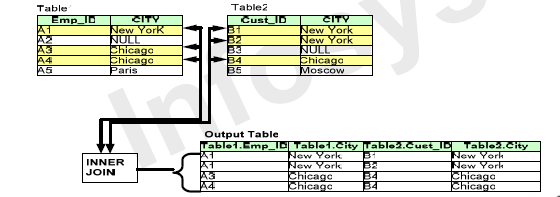 Table
Emp_ID CITY
A1 New YorK
A2 NULL
A3 Chicago
A4 Chicago
A5 Paris
Table2
Cust_ID CITY
B1 New York
B2 New York
B3 NULL
B4 Chicago
B5 Moscow
INNER
JOIN
Output Table
Table1.Emp_ID Table1.City Table2.Cust_ID Table2.City
A1 New York B1 New York
A1 New York B2 New York
A3 Chicago B4 Chicago
A4 Chicago B4 Chicago
Infosys